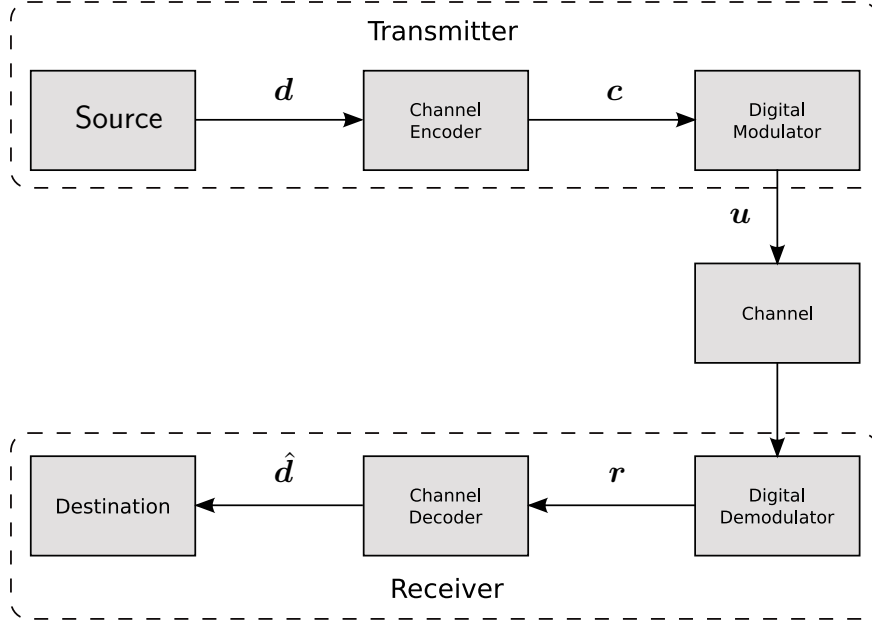 Transmitter
Source
d
Channel
Encoder
c
Digital
Modulator
u
Channel
Destination
d̂
Channel
Decoder
r
Digital
Demodulator
Receiver